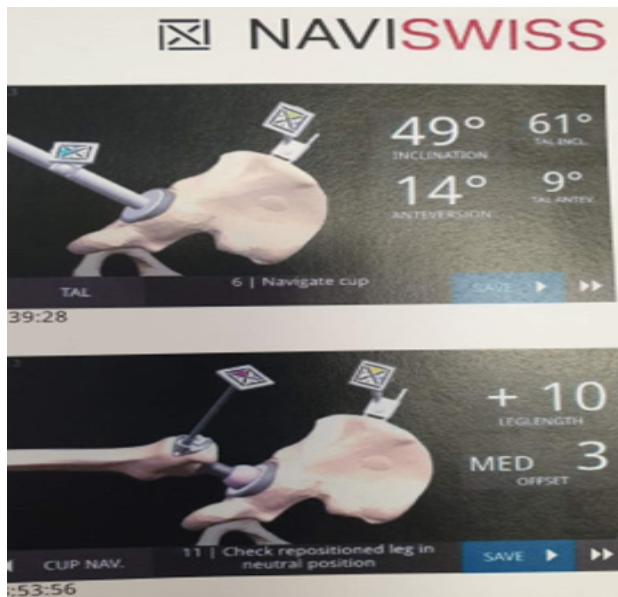 NAVISWISS
49° 61°
INCLINATION TAL INCL.
14° 9°
ANTEVERSION TAL ANTEV.
TAL 6 | Navigate cup SAVE
39:28
+ 10
LEGLENGTH
MED 3
OFFSET
CUP NAV. 11 | Check repositioned leg in
neutral position SAVE
:53:56